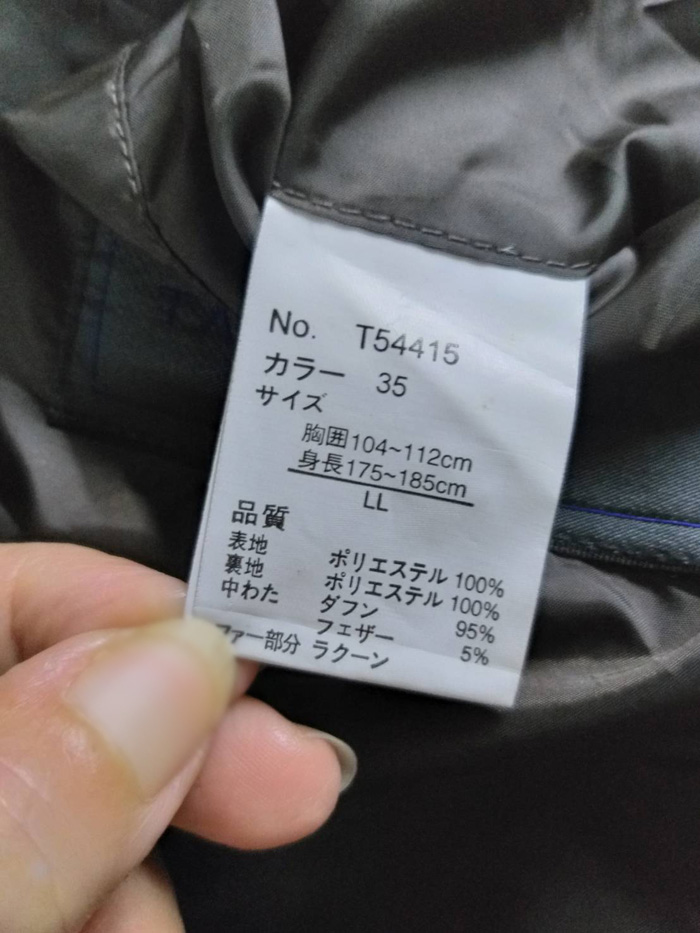 No. T54415
カラー 35
サイズ
胸囲104~112cm
身長175~185cm
LL
品質
表地 ポリエステル 100%
裏地 ポリエステル 100%
中わた ダフン 95%
フェザー 5%
ファー部分 ラクーン